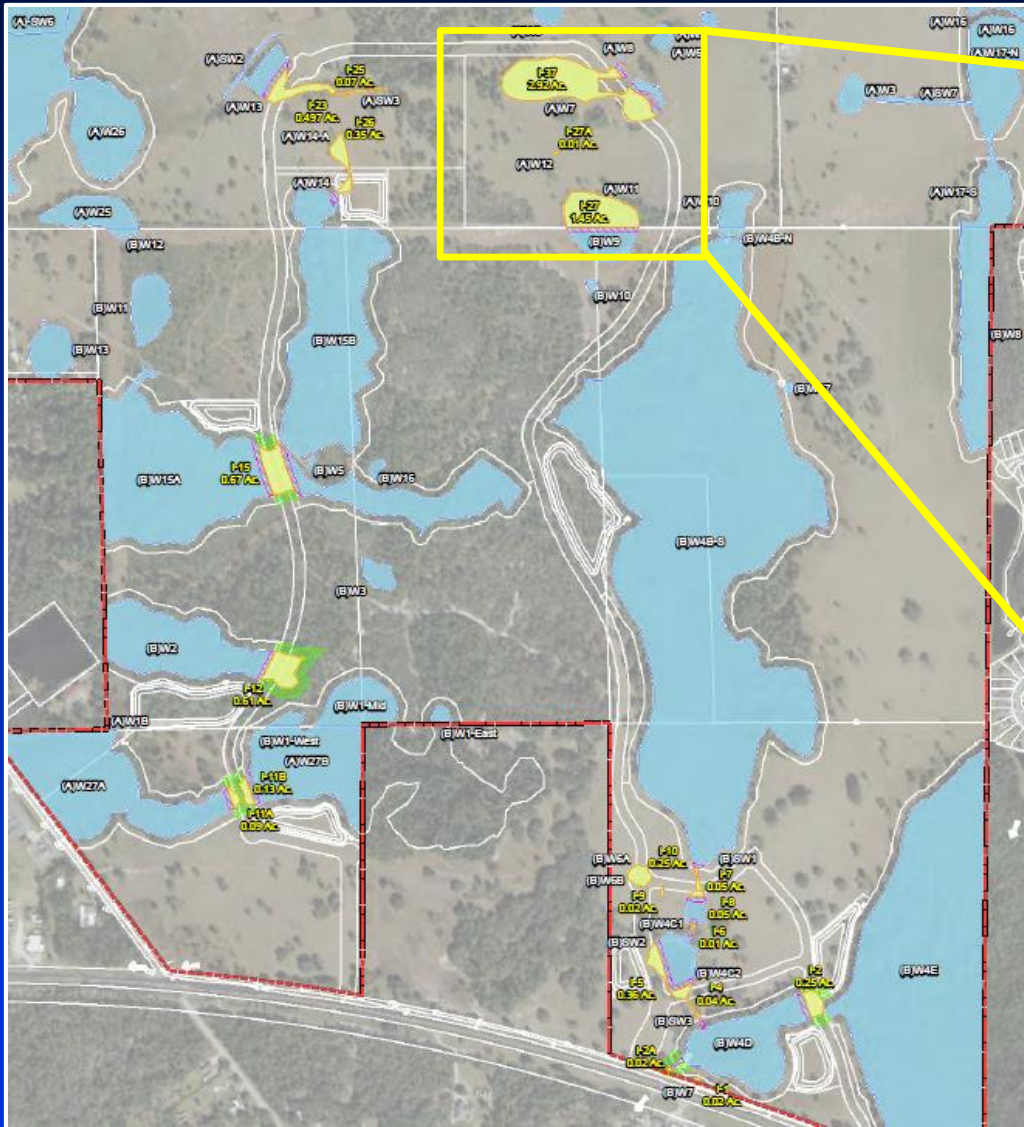 (A)-SW6
(A)W16
(A)W16
(A)W17-N
(A)W8
(A)SW2
I-25
0.07 Ac.
I-37
2.92 Ac.
(A)W13
(A)SW3
(A)W7
(A)W3
(A)SW7
I-23
0.497 Ac.
I-26
0.35 Ac.
(A)W26
(A)W14-A
I-27A
0.01 Ac.
(A)W12
(A)W14
(A)W11
(A)W17-S
I-27
1.45 Ac.
(A)W25
(B)W12
(B)W9
(B)W4B-N
(B)W11
(B)W10
(B)W13
(B)W15B
(B)W8
I-15
0.67 Ac.
(B)W5
(B)W16
(B)W15A
(B)W4B-S
(B)W3
(B)W2
I-12
0.61 Ac.
(B)W1-Mid
(A)W1B
(B)W1-East
(B)W1-West
(A)W27B
(A)W27A
I-11B
0.13 Ac.
I-11A
0.09 Ac.
I-10
0.25 Ac.
(B)W6A
(B)SW1
(B)W6B
I-7
0.05 Ac.
I-9
0.02 Ac.
I-8
0.05 Ac.
(B)W4C1
I-6
0.01 Ac.
(B)SW2
(B)W4C2
I-2
0.25 Ac.
(B)W4E
I-5
0.36 Ac.
I-4
0.04 Ac.
(B)SW3
(B)W4D
I-2A
0.02 Ac.
(B)W7
I-1
0.02 Ac.